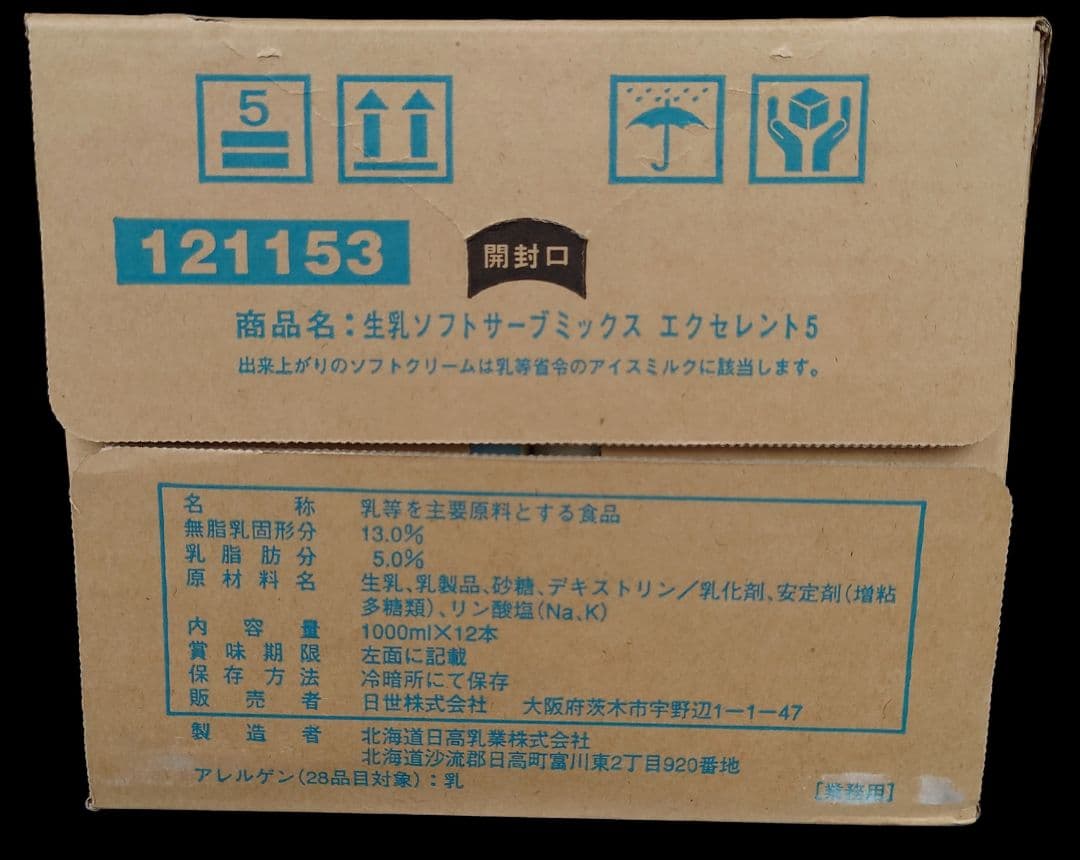 5
121153
開封口
商品名：生乳ソフトサーブミックス エクセレント5
出来上がりのソフトクリームは乳等省令のアイスミルクに該当します。
名称 乳等を主要原料とする食品
無脂乳固形分 13.0%
乳脂肪分 5.0%
原材料名 生乳、乳製品、砂糖、デキストリン／乳化剤、安定剤（増粘
多糖類）、リン酸塩（Na、K）
内容量 1000ml×12本
賞味期限 左面に記載
保存方法 冷暗所にて保存
販売者 日世株式会社 大阪府茨木市宇野辺1－1－47
製造者 北海道日高乳業株式会社
北海道沙流郡日高町富川東2丁目920番地
アレルゲン（28品目対象）：乳
［業務用］